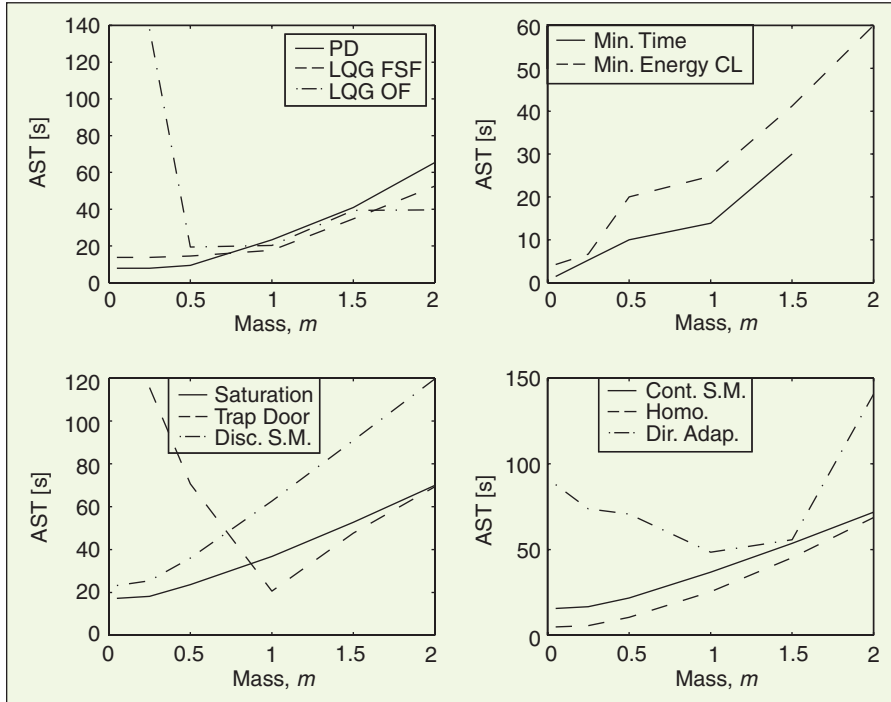 140
120
100
80
60
40
20
0
AST [s]
PD
LQG FSF
LQG OF
0
0.5
1
1.5
2
Mass, m
60
50
40
30
20
10
0
AST [s]
Min. Time
Min. Energy CL
0
0.5
1
1.5
2
Mass, m
120
100
80
60
40
20
0
AST [s]
Saturation
Trap Door
Disc. S.M.
0
0.5
1
1.5
2
Mass, m
150
100
50
0
AST [s]
Cont. S.M.
Homo.
Dir. Adap.
0
0.5
1
1.5
2
Mass, m